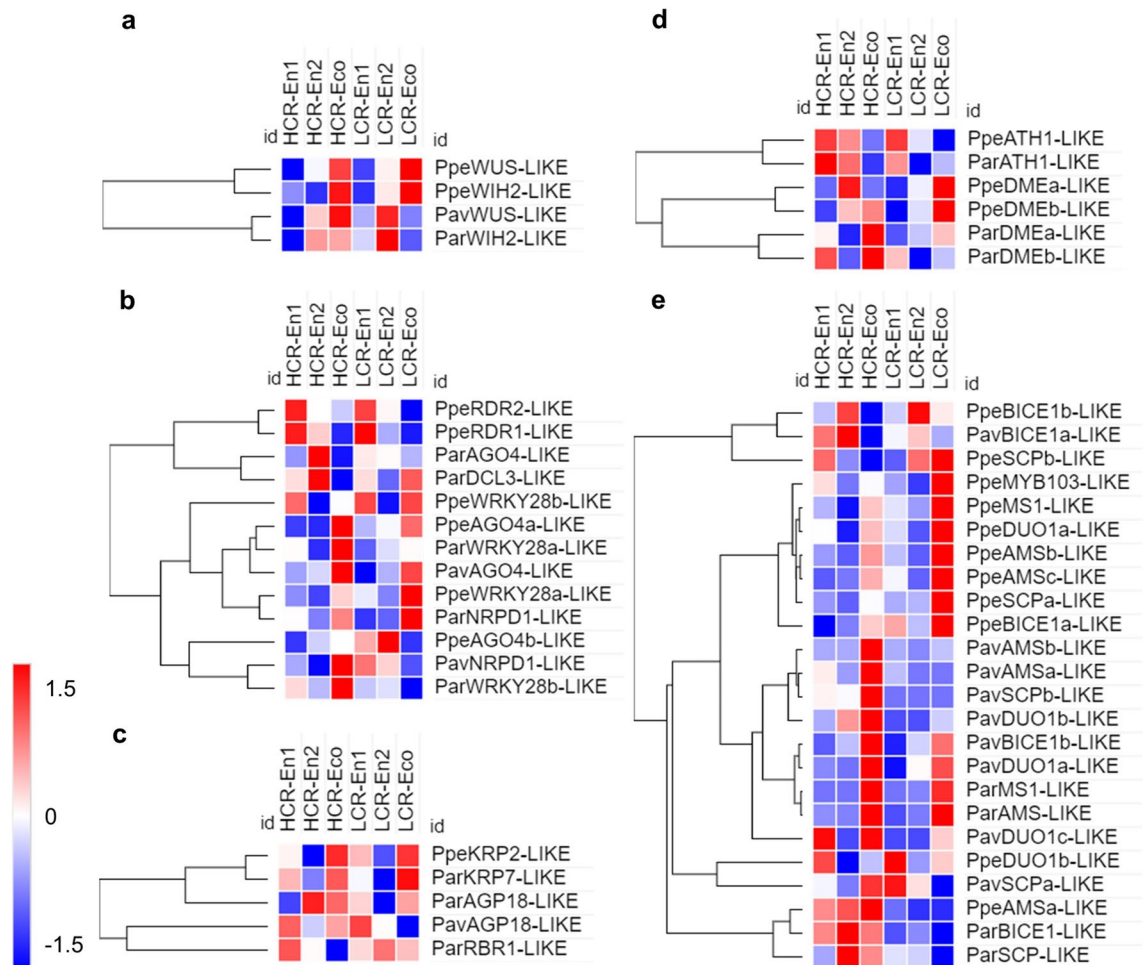 a
HCR-En1
HCR-En2
HCR-Eco
LCR-En1
LCR-En2
LCR-Eco
id
id
PpeWUS-LIKE
PpeWIH2-LIKE
PavWUS-LIKE
ParWIH2-LIKE
b
HCR-En1
HCR-En2
HCR-Eco
LCR-En1
LCR-En2
LCR-Eco
id
id
PpeRDR2-LIKE
PpeRDR1-LIKE
ParAGO4-LIKE
ParDCL3-LIKE
PpeWRKY28b-LIKE
PpeAGO4a-LIKE
ParWRKY28a-LIKE
PavAGO4-LIKE
PpeWRKY28a-LIKE
ParNRPD1-LIKE
PpeAGO4b-LIKE
PavNRPD1-LIKE
ParWRKY28b-LIKE
1.5
0
-1.5
c
HCR-En1
HCR-En2
HCR-Eco
LCR-En1
LCR-En2
LCR-Eco
id
id
PpeKRP2-LIKE
ParKRP7-LIKE
ParAGP18-LIKE
PavAGP18-LIKE
ParRBR1-LIKE
d
HCR-En1
HCR-En2
HCR-Eco
LCR-En1
LCR-En2
LCR-Eco
id
id
PpeATH1-LIKE
ParATH1-LIKE
PpeDMEa-LIKE
PpeDMEb-LIKE
ParDMEa-LIKE
ParDMEb-LIKE
e
HCR-En1
HCR-En2
HCR-Eco
LCR-En1
LCR-En2
LCR-Eco
id
id
PpeBICE1b-LIKE
PavBICE1a-LIKE
PpeSCPb-LIKE
PpeMYB103-LIKE
PpeMS1-LIKE
PpeDUO1a-LIKE
PpeAMSb-LIKE
PpeAMSc-LIKE
PpeSCPa-LIKE
PpeBICE1a-LIKE
PavAMSb-LIKE
PavAMSa-LIKE
PavSCPb-LIKE
PavDUO1b-LIKE
PavBICE1b-LIKE
PavDUO1a-LIKE
ParMS1-LIKE
ParAMS-LIKE
PavDUO1c-LIKE
PpeDUO1b-LIKE
PavSCPa-LIKE
PpeAMSa-LIKE
ParBICE1-LIKE
ParSCP-LIKE